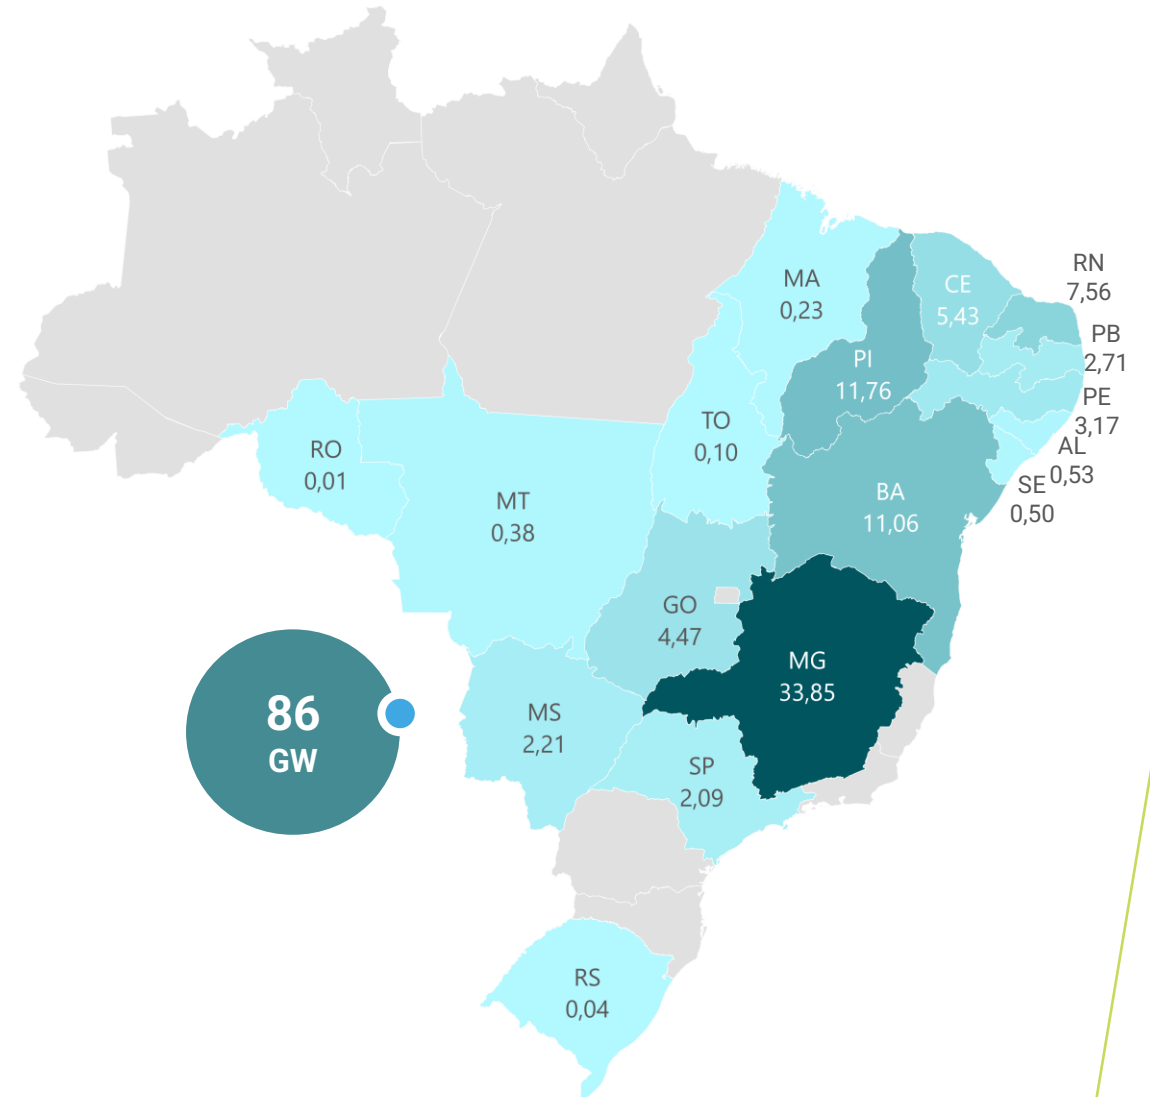 RN
7,56
MA
0,23
CE
5,43
PB
2,71
PI
11,76
PE
3,17
TO
0,10
AL
0,53
RO
0,01
SE
0,50
BA
11,06
MT
0,38
GO
4,47
MG
33,85
86
GW
MS
2,21
SP
2,09
RS
0,04